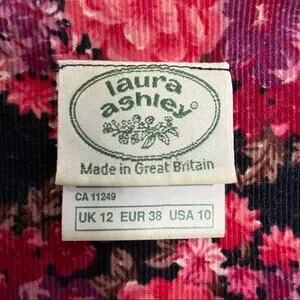 laura
ashley®
Made in Great Britain
CA 11249
UK 12 EUR 38 USA 10